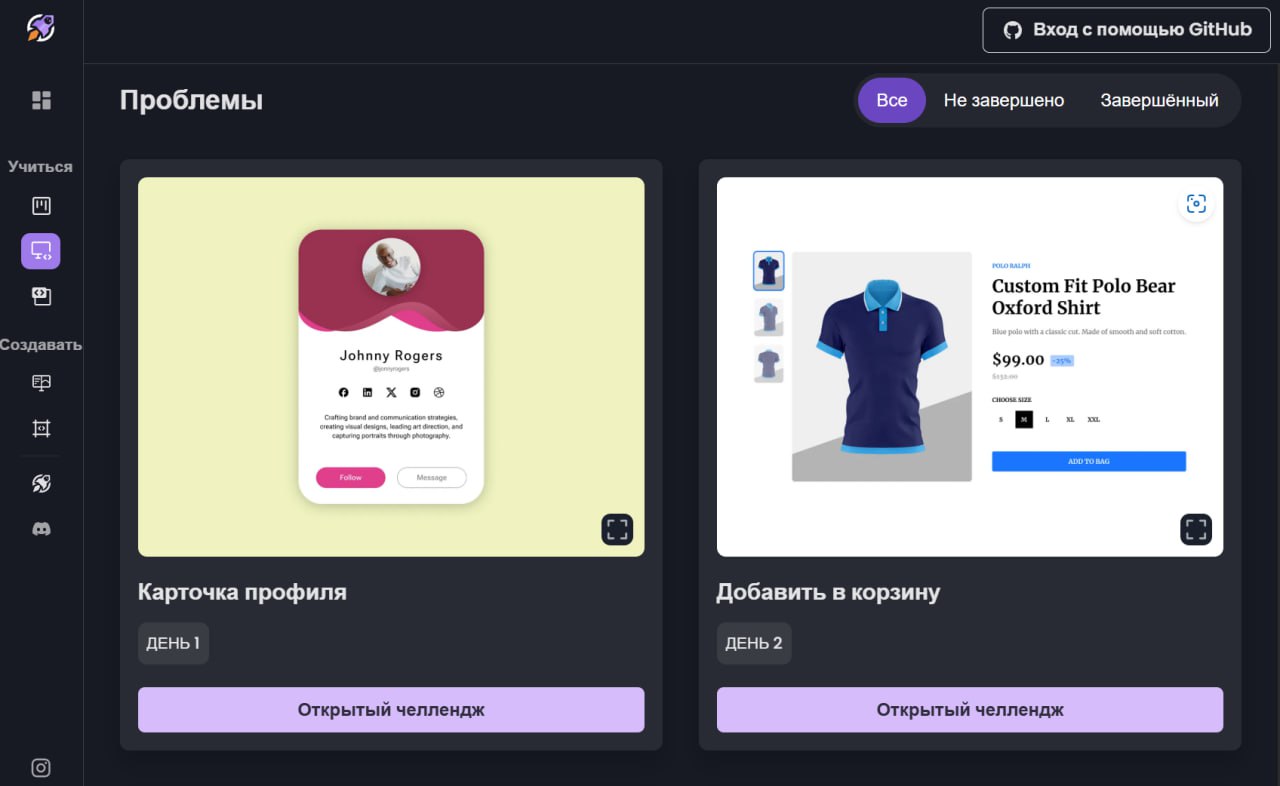 Вход с помощью GitHub
Проблемы
Все
Не завершено
Завершённый
Учиться
Создавать
Johnny Rogers
@jonnyrogers
Crafting brand and communication strategies,
creating visual designs, leading art direction, and
capturing portraits through photography.
Follow
Message
Карточка профиля
ДЕНЬ 1
Открытый челлендж
POLO RALPH
Custom Fit Polo Bear
Oxford Shirt
Blue polo with a classic cut. Made of smooth and soft cotton.
$99.00
-25%
$132.00
CHOOSE SIZE
S
M
L
XL
XXL
ADD TO BAG
Добавить в корзину
ДЕНЬ 2
Открытый челлендж